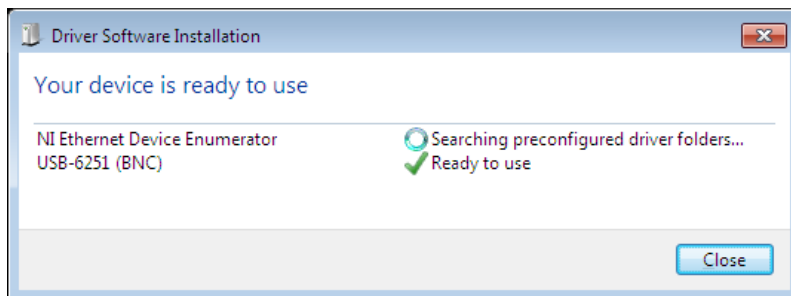 Driver Software Installation
Your device is ready to use
NI Ethernet Device Enumerator Searching preconfigured driver folders...
USB-6251 (BNC) Ready to use
Close